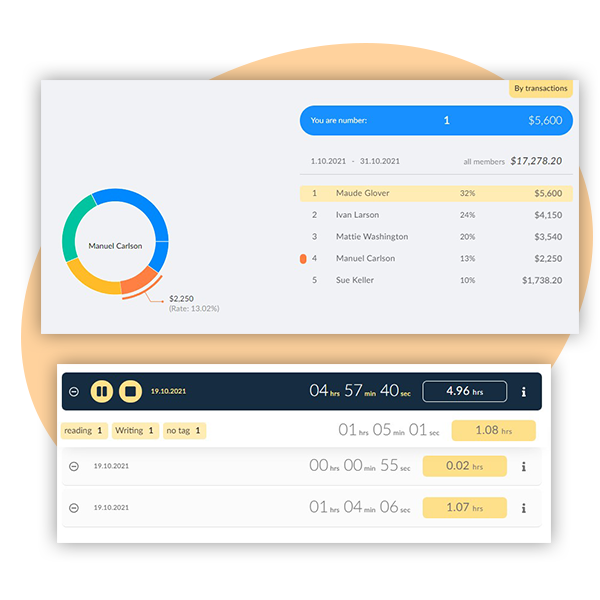 By transactions
You are number: 1 $5,600
1.10.2021 - 31.10.2021 all members $17,278.20
1 Maude Glover 32% $5,600
2 Ivan Larson 24% $4,150
3 Mattie Washington 20% $3,540
4 Manuel Carlson 13% $2,250
5 Sue Keller 10% $1,738.20
Manuel Carlson
$2,250
(Rate: 13.02%)
19.10.2021 04 hrs 57 min 40 sec 4.96 hrs i
reading 1 Writing 1 no tag 1 01 hrs 05 min 01 sec 1.08 hrs
19.10.2021 00 hrs 00 min 55 sec 0.02 hrs i
19.10.2021 01 hrs 04 min 06 sec 1.07 hrs i